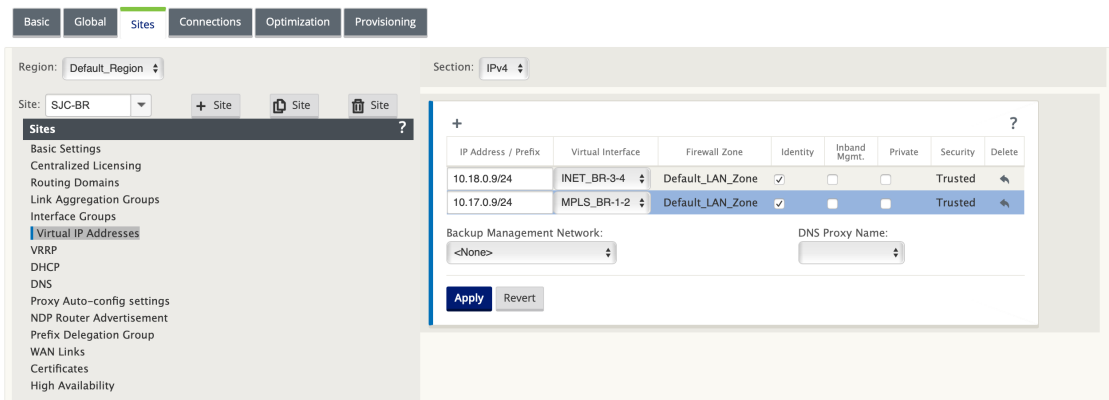 Basic Global Sites Connections Optimization Provisioning
Region: Default_Region
Section: IPv4
Site: SJC-BR + Site Site Site
Sites ?
Basic Settings
Centralized Licensing
Routing Domains
Link Aggregation Groups
Interface Groups
Virtual IP Addresses
VRRP
DHCP
DNS
Proxy Auto-config settings
NDP Router Advertisement
Prefix Delegation Group
WAN Links
Certificates
High Availability
+ ?
IP Address / Prefix Virtual Interface Firewall Zone Identity Inband Mgmt. Private Security Delete
10.18.0.9/24 INET_BR-3-4 Default_LAN_Zone Trusted
10.17.0.9/24 MPLS_BR-1-2 Default_LAN_Zone Trusted
Backup Management Network: DNS Proxy Name:
<None>
Apply Revert